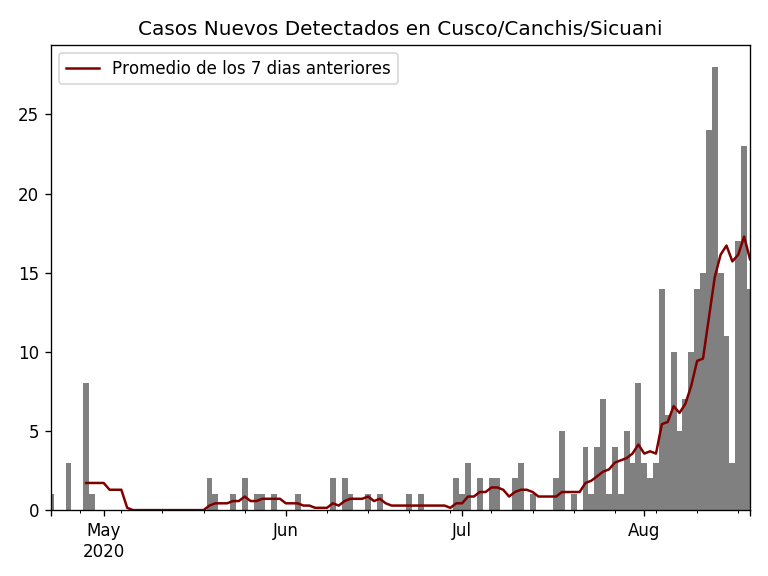 Casos Nuevos Detectados en Cusco/Canchis/Sicuani
Promedio de los 7 dias anteriores
25
20
15
10
5
0
May Jun Jul Aug
2020